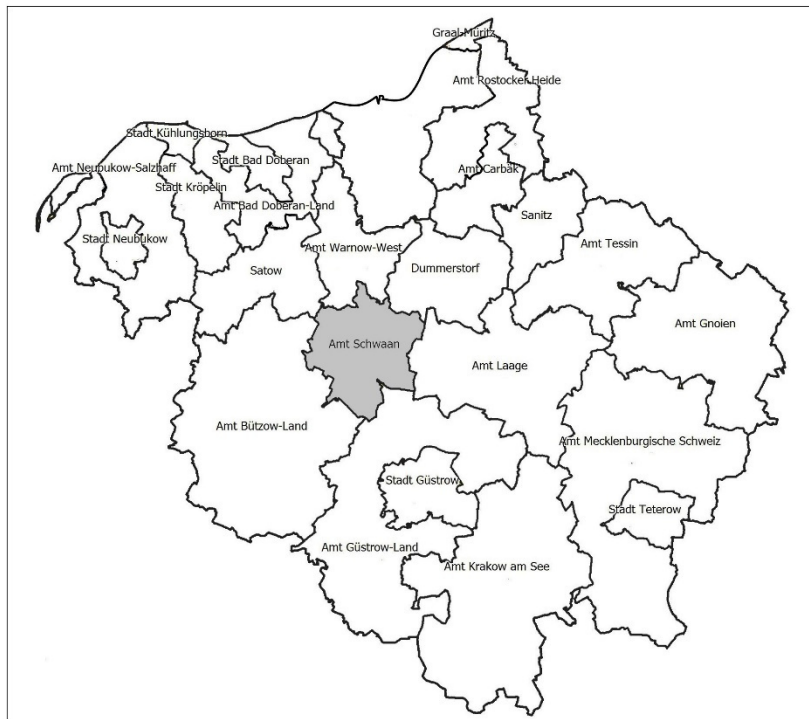 Graal-Müritz
Amt Rostocker Heide
Stadt Kühlungsborn
Stadt Bad Doberan
Amt Neubukow-Salzhaff
Amt Carbäk
Stadt Kröpelin
Amt Bad Doberan-Land
Sanitz
Stadt Neubukow
Amt Warnow-West
Amt Tessin
Satow
Dummerstorf
Amt Gnoien
Amt Schwaan
Amt Laage
Amt Bützow-Land
Amt Mecklenburgische Schweiz
Stadt Güstrow
Stadt Teterow
Amt Güstrow-Land
Amt Krakow am See